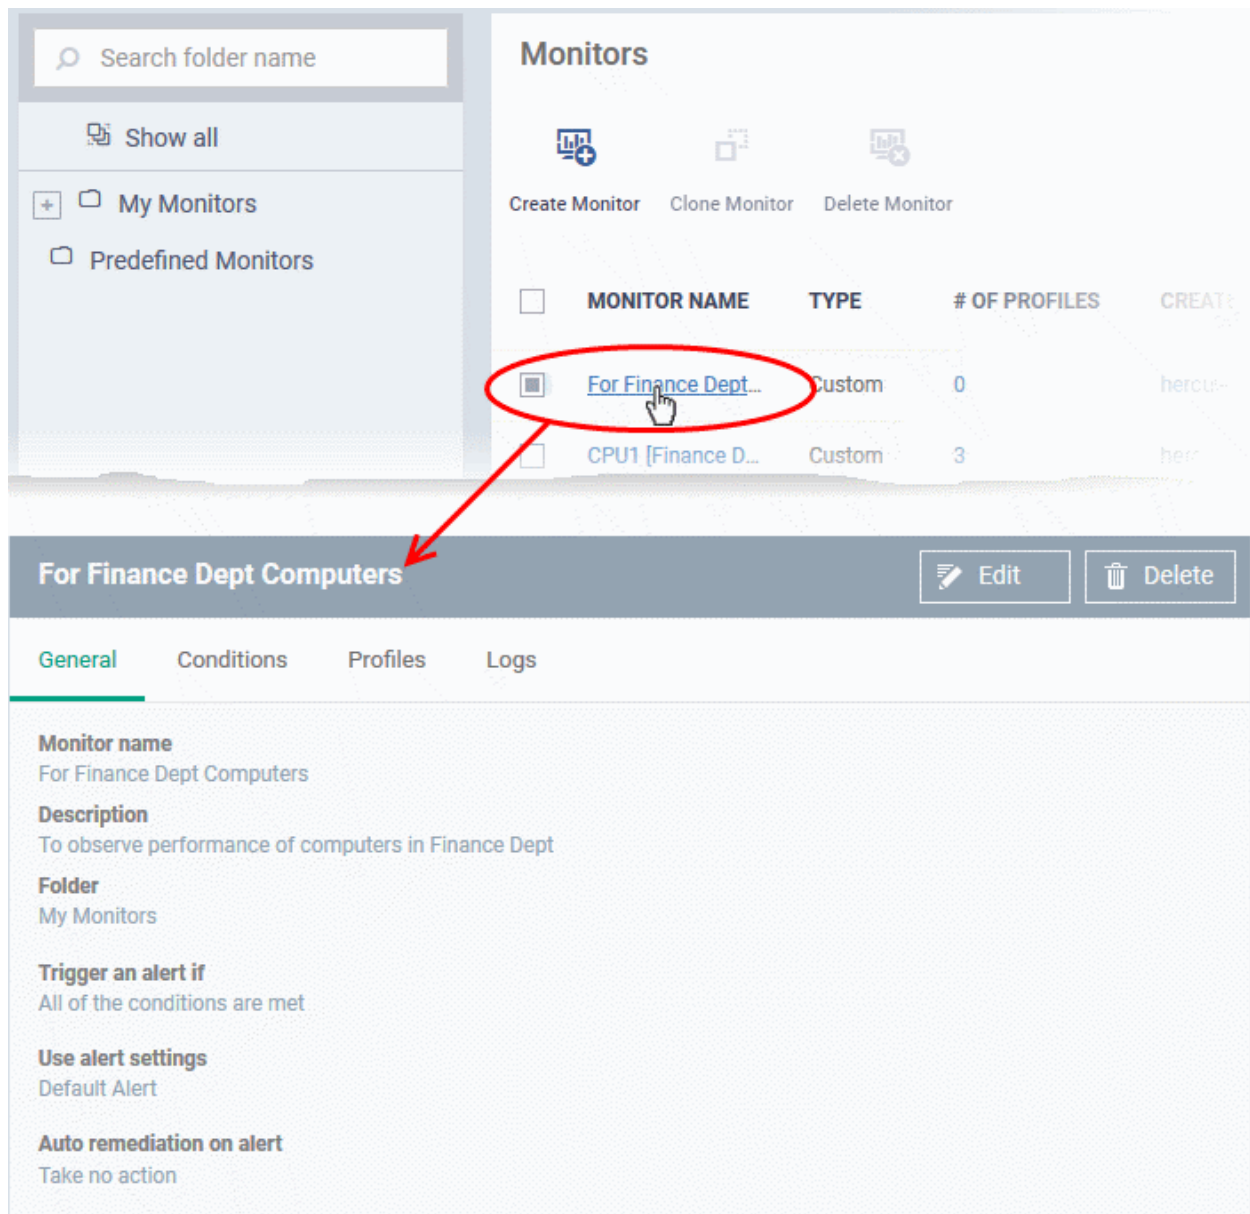 Search folder name
Show all
My Monitors
Predefined Monitors
Monitors
Create Monitor Clone Monitor Delete Monitor
MONITOR NAME TYPE # OF PROFILES
For Finance Dept... Custom 0
CPU1 [Finance D... Custom 3
For Finance Dept Computers Edit Delete
General Conditions Profiles Logs
Monitor name
For Finance Dept Computers
Description
To observe performance of computers in Finance Dept
Folder
My Monitors
Trigger an alert if
All of the conditions are met
Use alert settings
Default Alert
Auto remediation on alert
Take no action